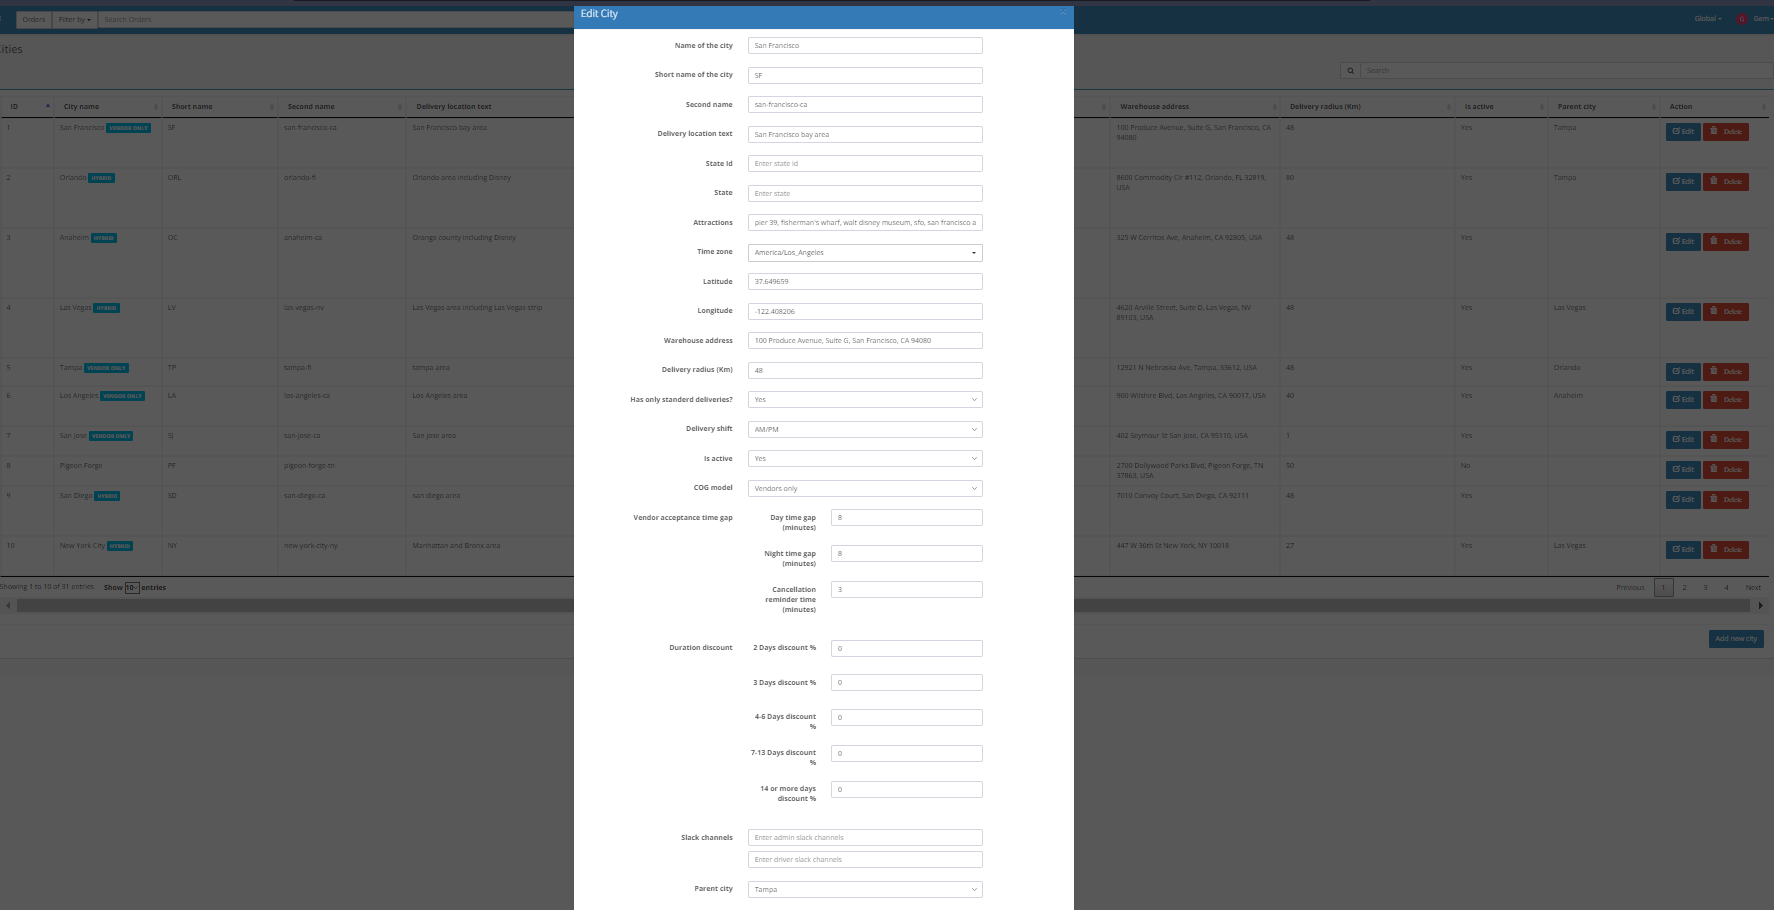 Edit City
Orders Filter by Search Orders
Global
G Gem
ities
Search
ID City name Short name Second name Delivery location text Warehouse address Delivery radius (Km) Is active Parent city Action
1 San Francisco VENDOR ONLY SF san-francisco-ca San Francisco bay area 100 Produce Avenue, Suite G, San Francisco, CA 48 Yes Tampa Edit Delete
94080
2 Orlando HYBRID ORL orlando-fl Orlando area including Disney 8600 Commodity Cir #112, Orlando, FL 32819, 80 Yes Tampa Edit Delete
USA
3 Anaheim HYBRID OC anaheim-ca Orange county including Disney 325 W Cerritos Ave, Anaheim, CA 92805, USA 48 Yes Edit Delete
4 Las Vegas HYBRID LV las-vegas-nv Las Vegas area including Las Vegas strip 4620 Arville Street, Suite D, Las Vegas, NV 48 Yes Las Vegas Edit Delete
89103, USA
5 Tampa VENDOR ONLY TP tampa-fl tampa area 12921 N Nebraska Ave, Tampa, 33612, USA 48 Yes Orlando Edit Delete
6 Los Angeles VENDOR ONLY LA los-angeles-ca Los Angeles area 900 Wilshire Blvd, Los Angeles, CA 90017, USA 40 Yes Anaheim Edit Delete
7 San Jose VENDOR ONLY SJ san-jose-ca San jose area 402 Seymour St San Jose, CA 95110, USA 1 Yes Edit Delete
8 Pigeon Forge PF pigeon-forge-tn 2700 Dollywood Parks Blvd, Pigeon Forge, TN 50 No Edit Delete
37863, USA
9 San Diego HYBRID SD san-diego-ca san diego area 7010 Convoy Court, San Diego, CA 92111 48 Yes Edit Delete
10 New York City HYBRID NY new-york-city-ny Manhattan and Bronx area 447 W 36th St New York, NY 10018 27 Yes Las Vegas Edit Delete
Showing 1 to 10 of 31 entries Show 10 entries
Previous 1 2 3 4 Next
Add new city
Name of the city San Francisco
Short name of the city SF
Second name san-francisco-ca
Delivery location text San Francisco bay area
State Id Enter state id
State Enter state
Attractions pier 39, fisherman's wharf, walt disney museum, sfo, san francisco a
Time zone America/Los_Angeles
Latitude 37.649659
Longitude -122.408206
Warehouse address 100 Produce Avenue, Suite G, San Francisco, CA 94080
Delivery radius (Km) 48
Has only standerd deliveries? Yes
Delivery shift AM/PM
Is active Yes
COG model Vendors only
Vendor acceptance time gap Day time gap 8
(minutes)
Night time gap 8
(minutes)
Cancellation 3
reminder time
(minutes)
Duration discount 2 Days discount % 0
3 Days discount % 0
4-6 Days discount 0
%
7-13 Days discount 0
%
14 or more days 0
discount %
Slack channels Enter admin slack channels
Enter driver slack channels
Parent city Tampa